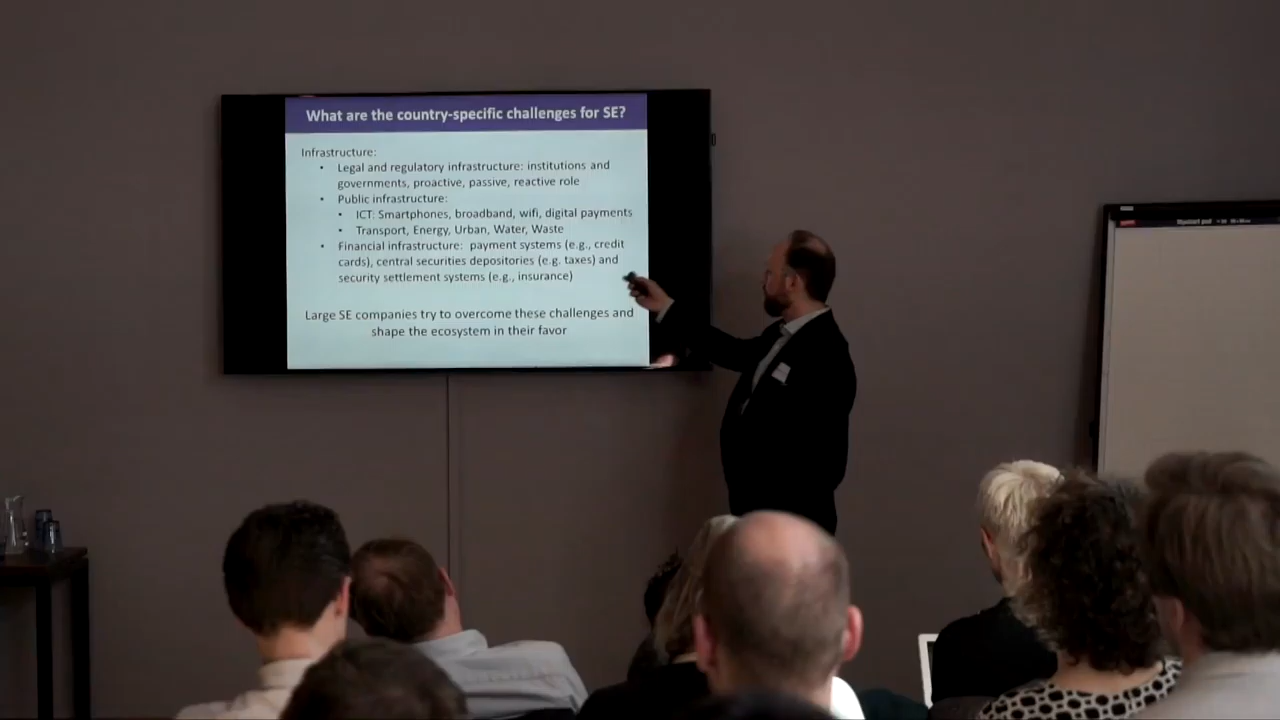 What are the country-specific challenges for SE?
Infrastructure:
• Legal and regulatory infrastructure: institutions and
governments, proactive, passive, reactive role
• Public infrastructure:
• ICT: Smartphones, broadband, wifi, digital payments
• Transport, Energy, Urban, Water, Waste
• Financial infrastructure: payment systems (e.g., credit
cards), central securities depositories (e.g. taxes) and
security settlement systems (e.g., insurance)
Large SE companies try to overcome these challenges and
shape the ecosystem in their favor